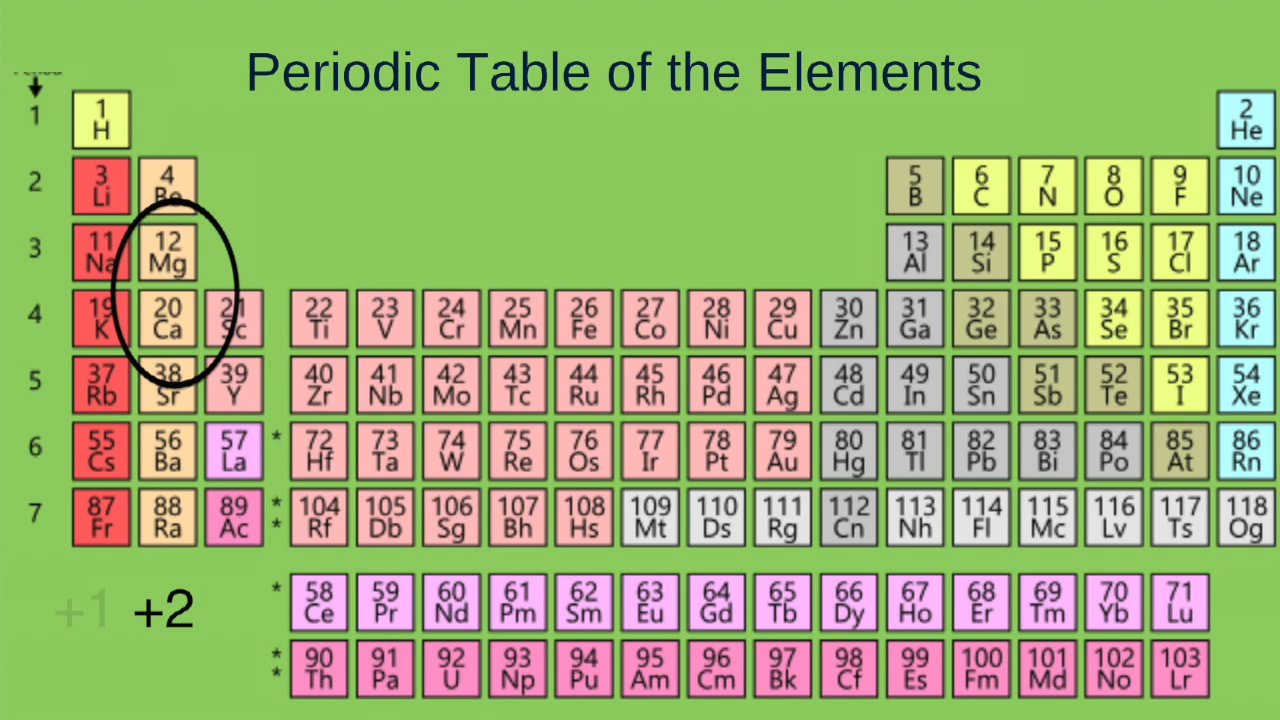 Periodic Table of the Elements
1 1 2
H He
2 3 4 5 6 7 8 9 10
Li Be B C N O F Ne
3 11 12 13 14 15 16 17 18
Na Mg Al Si P S Cl Ar
4 19 20 21 22 23 24 25 26 27 28 29 30 31 32 33 34 35 36
K Ca Sc Ti V Cr Mn Fe Co Ni Cu Zn Ga Ge As Se Br Kr
5 37 38 39 40 41 42 43 44 45 46 47 48 49 50 51 52 53 54
Rb Sr Y Zr Nb Mo Tc Ru Rh Pd Ag Cd In Sn Sb Te I Xe
6 55 56 57 * 72 73 74 75 76 77 78 79 80 81 82 83 84 85 86
Cs Ba La Hf Ta W Re Os Ir Pt Au Hg Tl Pb Bi Po At Rn
7 87 88 89 * 104 105 106 107 108 109 110 111 112 113 114 115 116 117 118
Fr Ra Ac * Rf Db Sg Bh Hs Mt Ds Rg Cn Nh Fl Mc Lv Ts Og
* 58 59 60 61 62 63 64 65 66 67 68 69 70 71
+1 +2 Ce Pr Nd Pm Sm Eu Gd Tb Dy Ho Er Tm Yb Lu
* 90 91 92 93 94 95 96 97 98 99 100 101 102 103
* Th Pa U Np Pu Am Cm Bk Cf Es Fm Md No Lr